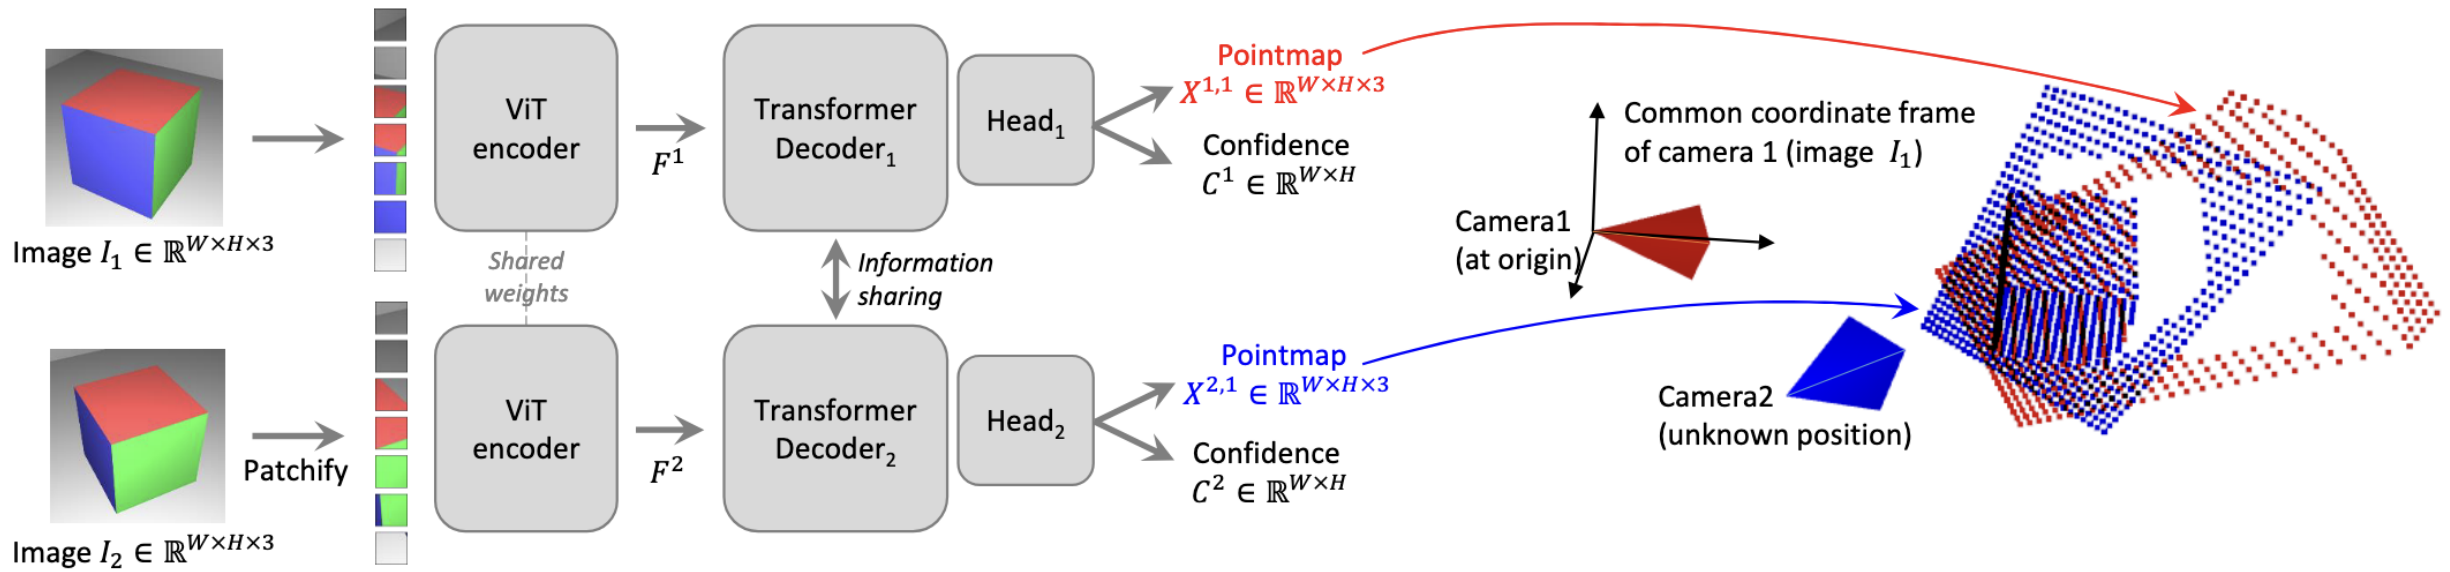 Image I₁ ∈ ℝ^{W×H×3}
ViT
encoder
F¹
Transformer
Decoder₁
Head₁
Pointmap
X^{1,1} ∈ ℝ^{W×H×3}
Confidence
C¹ ∈ ℝ^{W×H}
Shared
weights
Information
sharing
Image I₂ ∈ ℝ^{W×H×3}
Patchify
ViT
encoder
F²
Transformer
Decoder₂
Head₂
Pointmap
X^{2,1} ∈ ℝ^{W×H×3}
Confidence
C² ∈ ℝ^{W×H}
Common coordinate frame
of camera 1 (image I₁)
Camera1
(at origin)
Camera2
(unknown position)